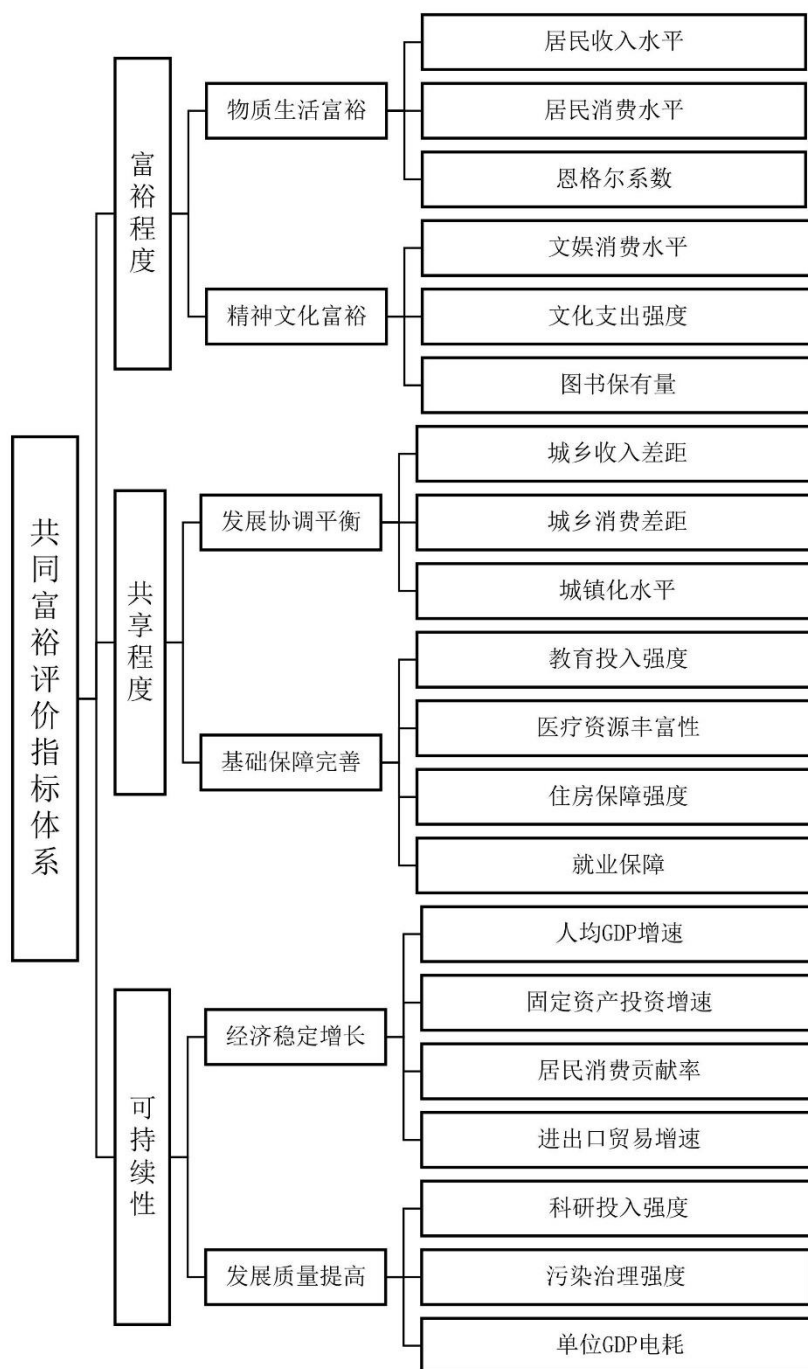 共同富裕评价指标体系
富裕程度
物质生活富裕
居民收入水平
居民消费水平
恩格尔系数
精神文化富裕
文娱消费水平
文化支出强度
图书保有量
共享程度
发展协调平衡
城乡收入差距
城乡消费差距
城镇化水平
基础保障完善
教育投入强度
医疗资源丰富性
住房保障强度
就业保障
可持续性
经济稳定增长
人均GDP增速
固定资产投资增速
居民消费贡献率
进出口贸易增速
发展质量提高
科研投入强度
污染治理强度
单位GDP电耗